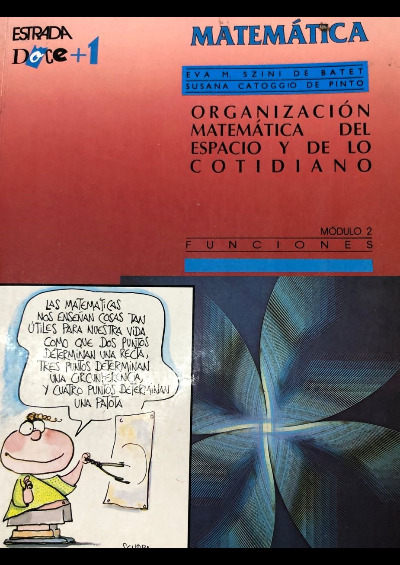 ESTRADA
DOCE+1
MATEMÁTICA
EVA M. SZINI DE BATET
SUSANA CATOGGIO DE PINTO
ORGANIZACIÓN
MATEMÁTICA DEL
ESPACIO Y DE LO
COTIDIANO
MÓDULO 2
FUNCIONES
LAS MATEMATICAS
NOS ENSEÑAN COSAS TAN
ÚTILES PARA NUESTRA VIDA
COMO QUE DOS PUNTOS
DETERMINAN UNA RECTA,
TRES PUNTOS DETERMINAN
UNA CIRCUNFERENCIA,
Y CUATRO PUNTOS DETERMINAN
UNA PATOTA